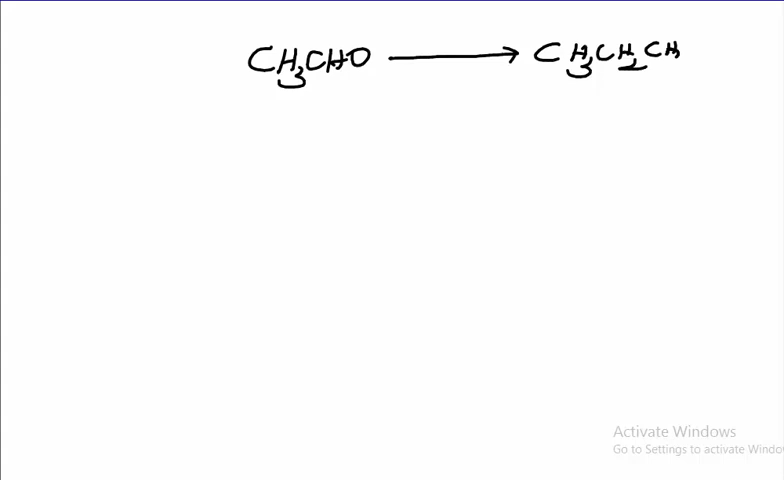 CH₃CHO ⟶ CH₃CH₂CH
Activate Windows
Go to Settings to activate Windo